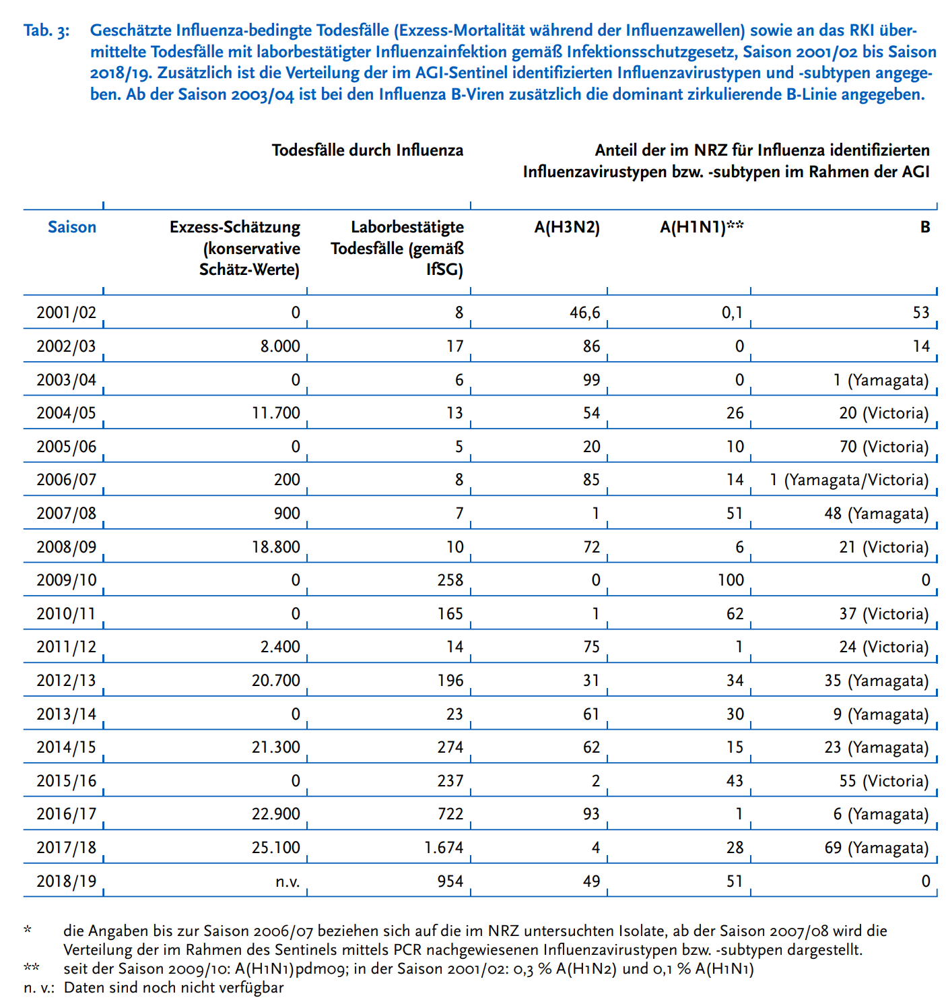 Tab. 3: Geschätzte Influenza-bedingte Todesfälle (Exzess-Mortalität während der Influenzawellen) sowie an das RKI über-
mittelte Todesfälle mit laborbestätigter Influenzainfektion gemäß Infektionsschutzgesetz, Saison 2001/02 bis Saison
2018/19. Zusätzlich ist die Verteilung der im AGI-Sentinel identifizierten Influenzavirustypen und -subtypen angege-
ben. Ab der Saison 2003/04 ist bei den Influenza B-Viren zusätzlich die dominant zirkulierende B-Linie angegeben.
Todesfälle durch Influenza
Anteil der im NRZ für Influenza identifizierten
Influenzavirustypen bzw. -subtypen im Rahmen der AGI
Saison
Exzess-Schätzung
(konservative
Schätz-Werte)
Laborbestätigte
Todesfälle (gemäß
IfSG)
A(H3N2)
A(H1N1)**
B
2001/02 0 8 46,6 0,1 53
2002/03 8.000 17 86 0 14
2003/04 0 6 99 0 1 (Yamagata)
2004/05 11.700 13 54 26 20 (Victoria)
2005/06 0 5 20 10 70 (Victoria)
2006/07 200 8 85 14 1 (Yamagata/Victoria)
2007/08 900 7 1 51 48 (Yamagata)
2008/09 18.800 10 72 6 21 (Victoria)
2009/10 0 258 0 100 0
2010/11 0 165 1 62 37 (Victoria)
2011/12 2.400 14 75 1 24 (Victoria)
2012/13 20.700 196 31 34 35 (Yamagata)
2013/14 0 23 61 30 9 (Yamagata)
2014/15 21.300 274 62 15 23 (Yamagata)
2015/16 0 237 2 43 55 (Victoria)
2016/17 22.900 722 93 1 6 (Yamagata)
2017/18 25.100 1.674 4 28 69 (Yamagata)
2018/19 n.v. 954 49 51 0
* die Angaben bis zur Saison 2006/07 beziehen sich auf die im NRZ untersuchten Isolate, ab der Saison 2007/08 wird die
Verteilung der im Rahmen des Sentinels mittels PCR nachgewiesenen Influenzavirustypen bzw. -subtypen dargestellt.
** seit der Saison 2009/10: A(H1N1)pdm09; in der Saison 2001/02: 0,3 % A(H1N2) und 0,1 % A(H1N1)
n. v.: Daten sind noch nicht verfügbar